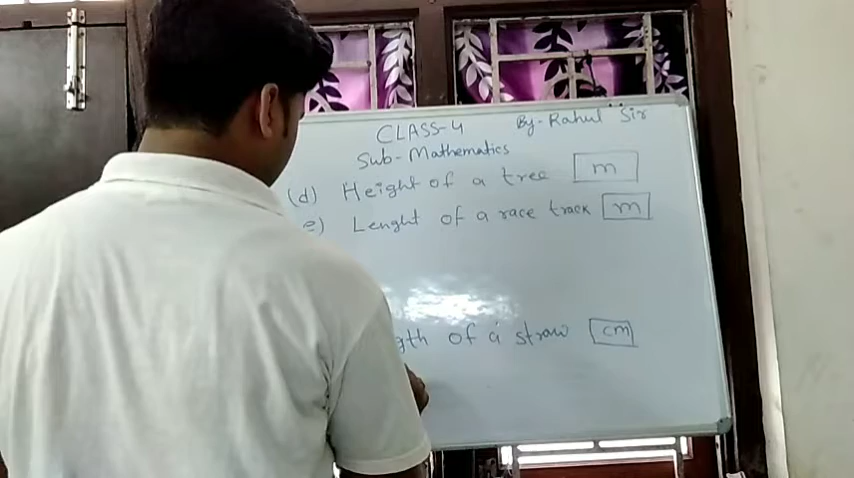 CLASS-4 By- Rahul Sir
Sub- Mathematics
(d) Height of a tree m
e) Lenght of a race track m
gth of a straw cm